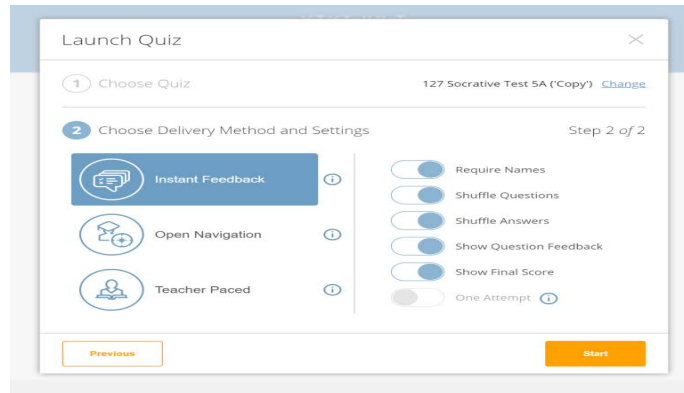 Launch Quiz
1 Choose Quiz 127 Socrative Test 5A ('Copy') Change
2 Choose Delivery Method and Settings Step 2 of 2
Instant Feedback
Open Navigation
Teacher Paced
Require Names
Shuffle Questions
Shuffle Answers
Show Question Feedback
Show Final Score
One Attempt
Previous Start